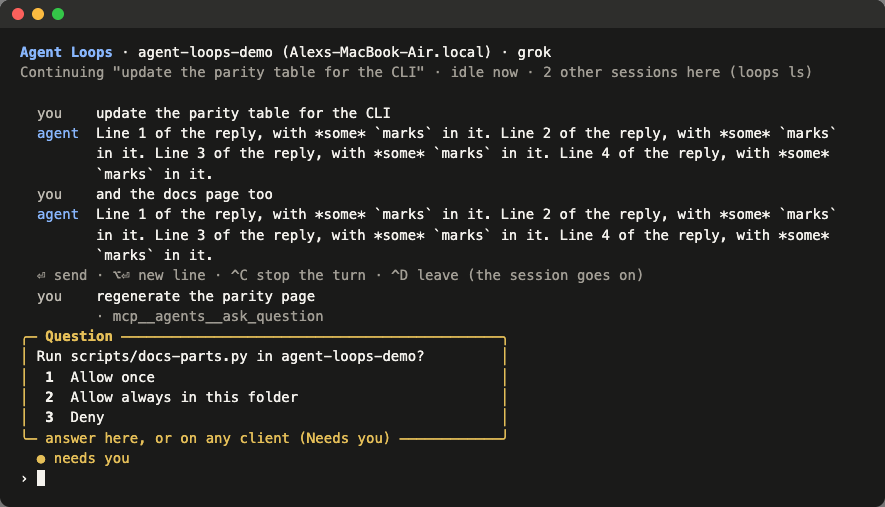 Agent Loops · agent-loops-demo (Alexs-MacBook-Air.local) · grok
Continuing "update the parity table for the CLI" · idle now · 2 other sessions here (loops ls)
you update the parity table for the CLI
agent Line 1 of the reply, with *some* `marks` in it. Line 2 of the reply, with *some* `marks`
in it. Line 3 of the reply, with *some* `marks` in it. Line 4 of the reply, with *some*
`marks` in it.
you and the docs page too
agent Line 1 of the reply, with *some* `marks` in it. Line 2 of the reply, with *some* `marks`
in it. Line 3 of the reply, with *some* `marks` in it. Line 4 of the reply, with *some*
`marks` in it.
⏎ send · ⌥⏎ new line · ^C stop the turn · ^D leave (the session goes on)
you regenerate the parity page
· mcp__agents__ask_question
Question
Run scripts/docs-parts.py in agent-loops-demo?
1 Allow once
2 Allow always in this folder
3 Deny
answer here, or on any client (Needs you)
● needs you
›